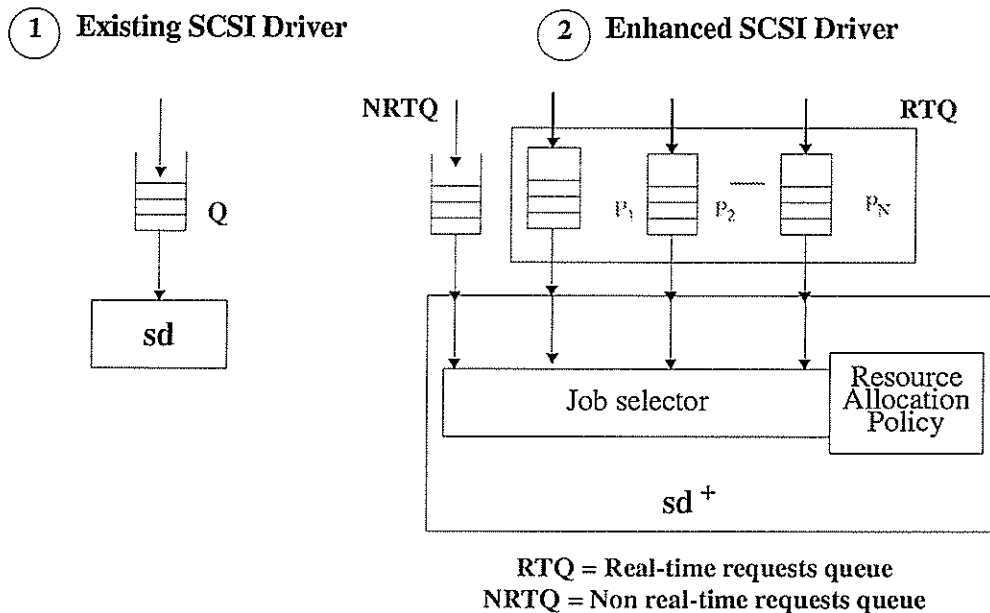 1 Existing SCSI Driver
2 Enhanced SCSI Driver
NRTQ
RTQ
Q
P1
P2
PN
sd
Job selector
Resource
Allocation
Policy
sd +
RTQ = Real-time requests queue
NRTQ = Non real-time requests queue